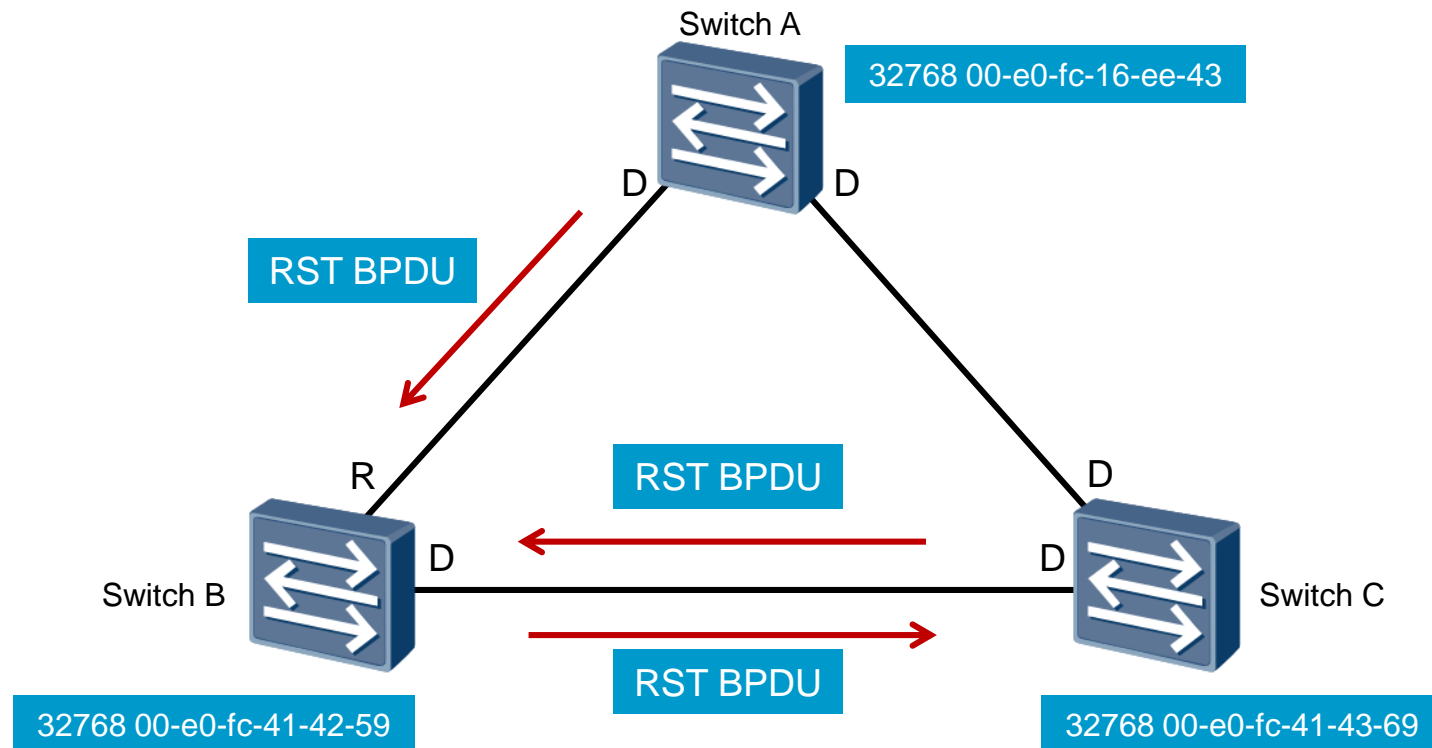 Switch A
32768 00-e0-fc-16-ee-43
D
D
RST BPDU
R
RST BPDU
D
D
D
Switch B
Switch C
RST BPDU
32768 00-e0-fc-41-42-59
32768 00-e0-fc-41-43-69